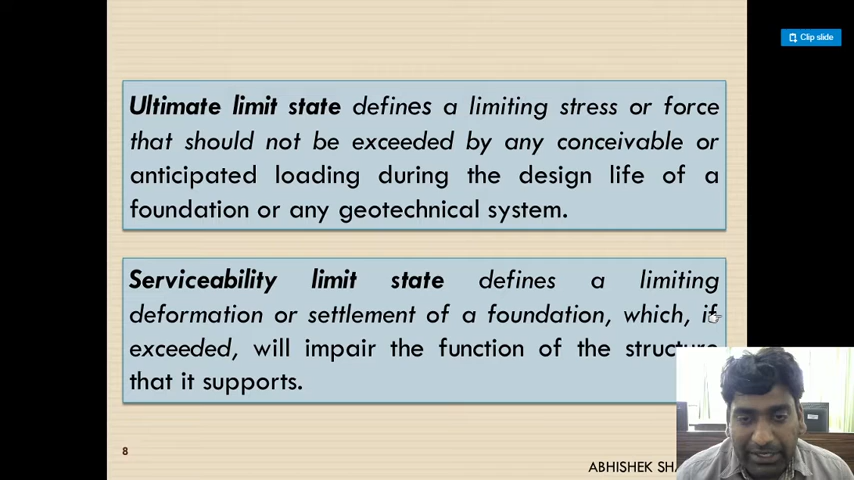 Clip slide
Ultimate limit state defines a limiting stress or force
that should not be exceeded by any conceivable or
anticipated loading during the design life of a
foundation or any geotechnical system.
Serviceability limit state defines a limiting
deformation or settlement of a foundation, which, if
exceeded, will impair the function of the structure
that it supports.
8
ABHISHEK